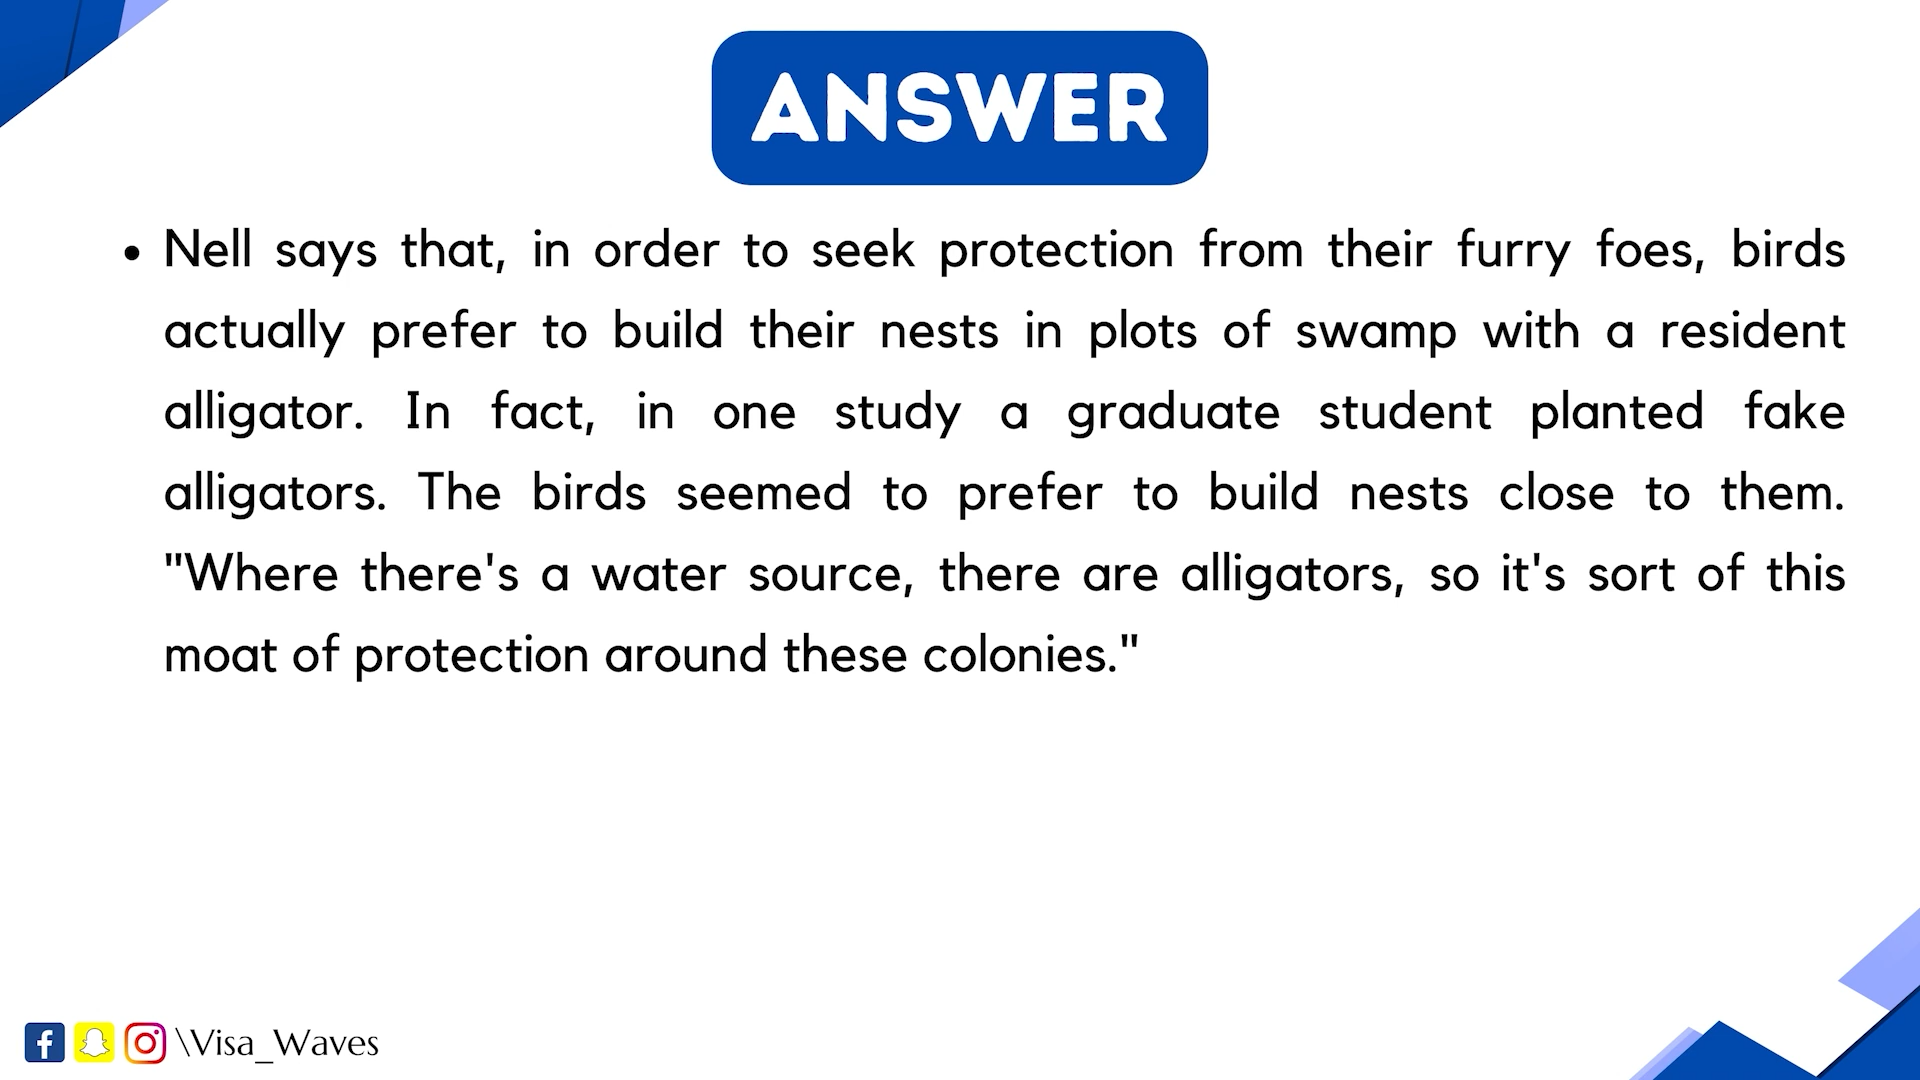 ANSWER
• Nell says that, in order to seek protection from their furry foes, birds
actually prefer to build their nests in plots of swamp with a resident
alligator. In fact, in one study a graduate student planted fake
alligators. The birds seemed to prefer to build nests close to them.
"Where there's a water source, there are alligators, so it's sort of this
moat of protection around these colonies."
\Visa_Waves